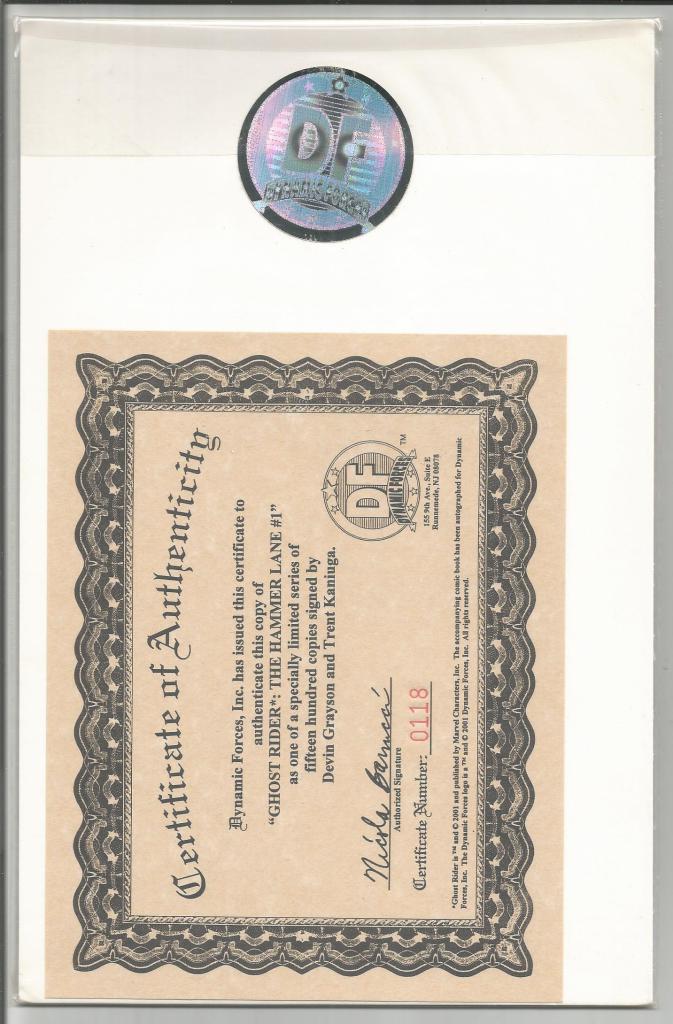 DF
DYNAMIC FORCES
Certificate of Authenticity
Dynamic Forces, Inc. has issued this certificate to
authenticate this copy of
“GHOST RIDER*: THE HAMMER LANE #1”
as one of a specially limited series of
fifteen hundred copies signed by
Devin Grayson and Trent Kaniuga.
DF
DYNAMIC FORCES
TM
155 9th Ave., Suite E
Runnemede, NJ 08078
Authorized Signature
Certificate Number: 0118
*Ghost Rider is ™ and © 2001 and published by Marvel Characters, Inc. The accompanying comic book has been autographed for Dynamic
Forces, Inc. The Dynamic Forces logo is a ™ and © 2001 Dynamic Forces, Inc. All rights reserved.